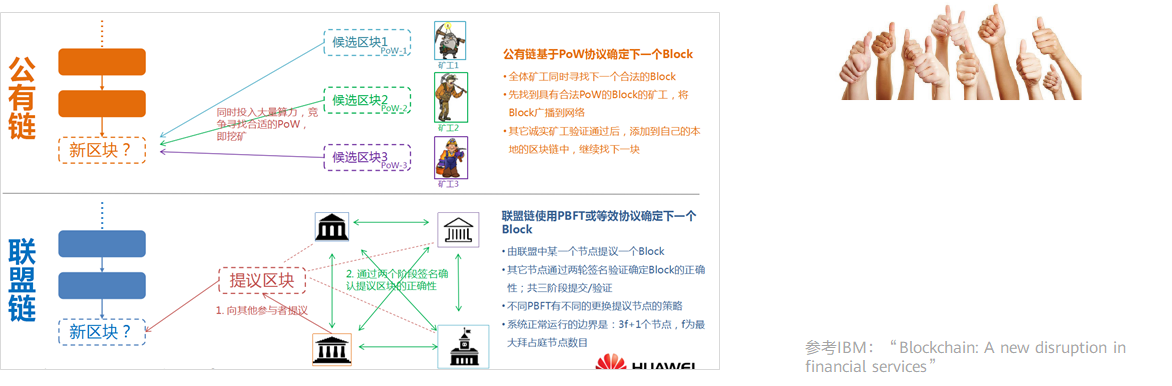 公有链
新区块？
同时投入大量算力，竞
争寻找合适的PoW，
即挖矿
候选区块1
PoW-1
矿工1
候选区块2
PoW-2
矿工2
候选区块3
PoW-3
矿工3
公有链基于PoW协议确定下一个Block
• 全体矿工同时寻找下一个合法的Block
• 先找到具有合法PoW的Block的矿工，将
Block广播到网络
• 其它诚实矿工验证通过后，添加到自己的本
地的区块链中，继续找下一块
联盟链
新区块？
提议区块
1. 向其他参与者提议
2. 通过两个阶段签名确
认提议区块的正确性
联盟链使用PBFT或等效协议确定下一个
Block
• 由联盟中某一个节点提议一个Block
• 其它节点通过两轮签名验证确定Block的正确
性；共三阶段提交/验证
• 不同PBFT有不同的更换提议节点的策略
• 系统正常运行的边界是：3f+1个节点，f为最
大拜占庭节点数目
HUAWEI
参考IBM：“Blockchain: A new disruption in
financial services”